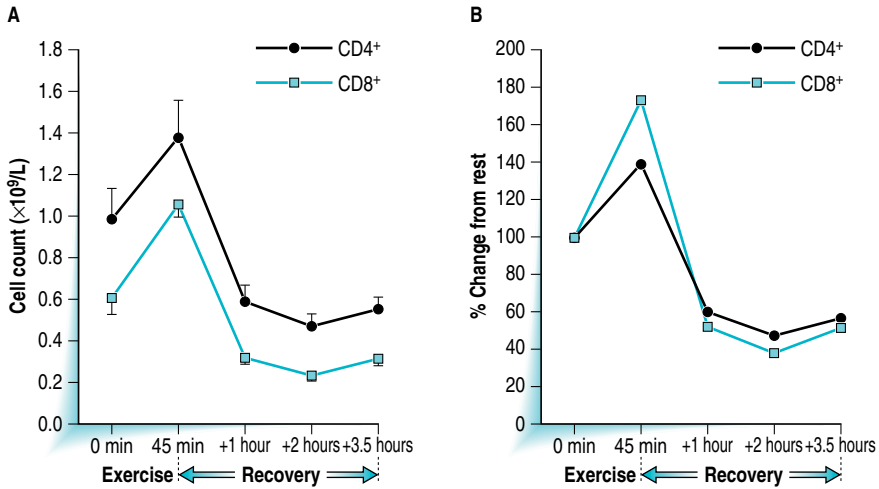 A
CD4+
CD8+
Cell count (×10⁹/L)
1.8
1.6
1.4
1.2
1.0
0.8
0.6
0.4
0.2
0.0
0 min 45 min +1 hour +2 hours +3.5 hours
Exercise Recovery
B
CD4+
CD8+
% Change from rest
200
180
160
140
120
100
80
60
40
20
0
0 min 45 min +1 hour +2 hours +3.5 hours
Exercise Recovery